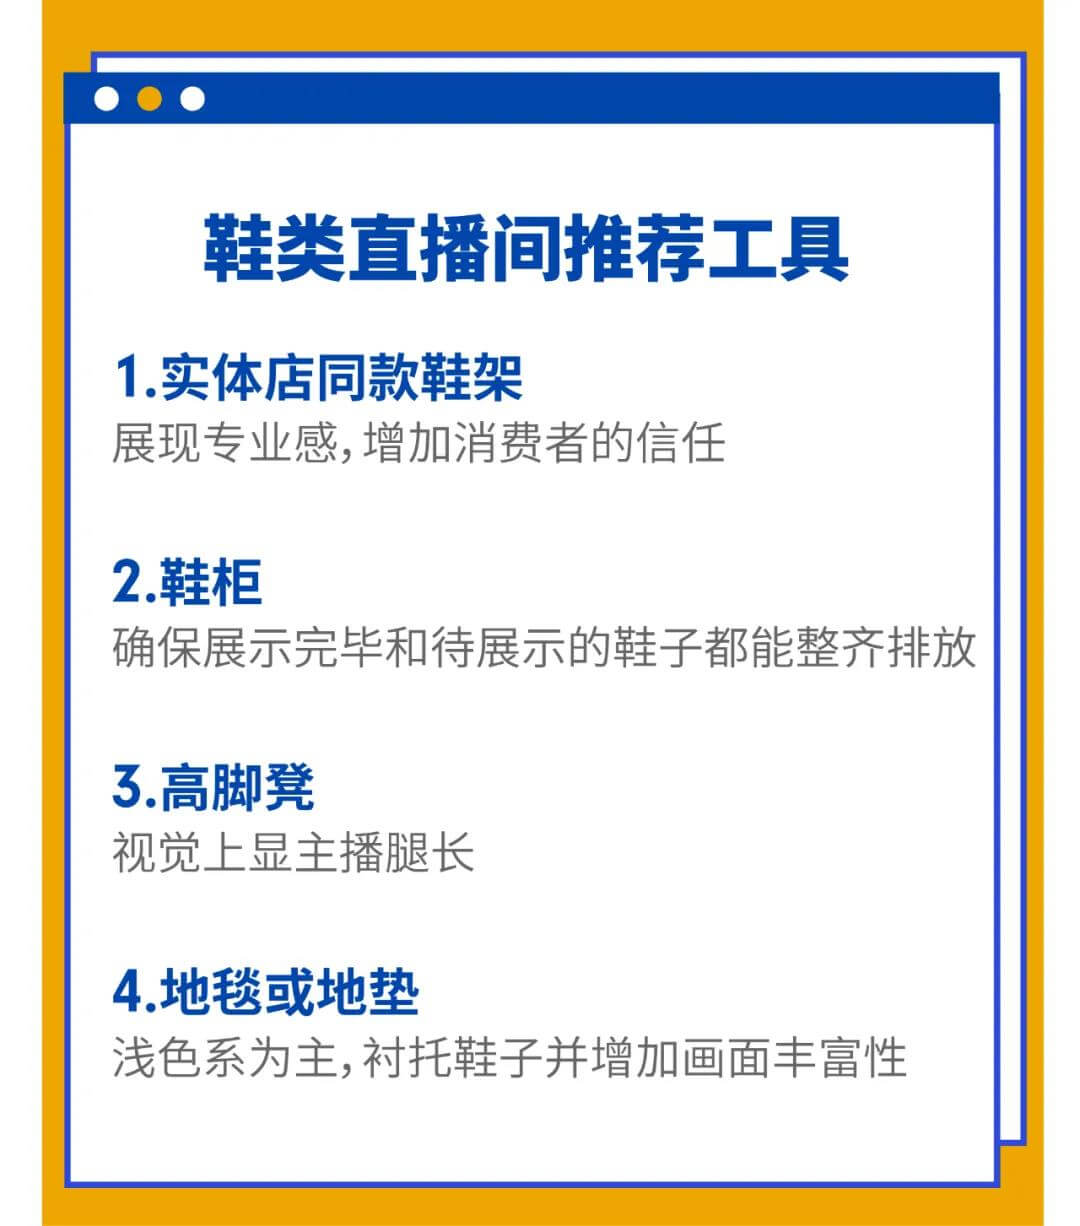 鞋类直播间推荐工具
1.实体店同款鞋架
展现专业感,增加消费者的信任
2.鞋柜
确保展示完毕和待展示的鞋子都能整齐排放
3.高脚凳
视觉上显主播腿长
4.地毯或地垫
浅色系为主,衬托鞋子并增加画面丰富性